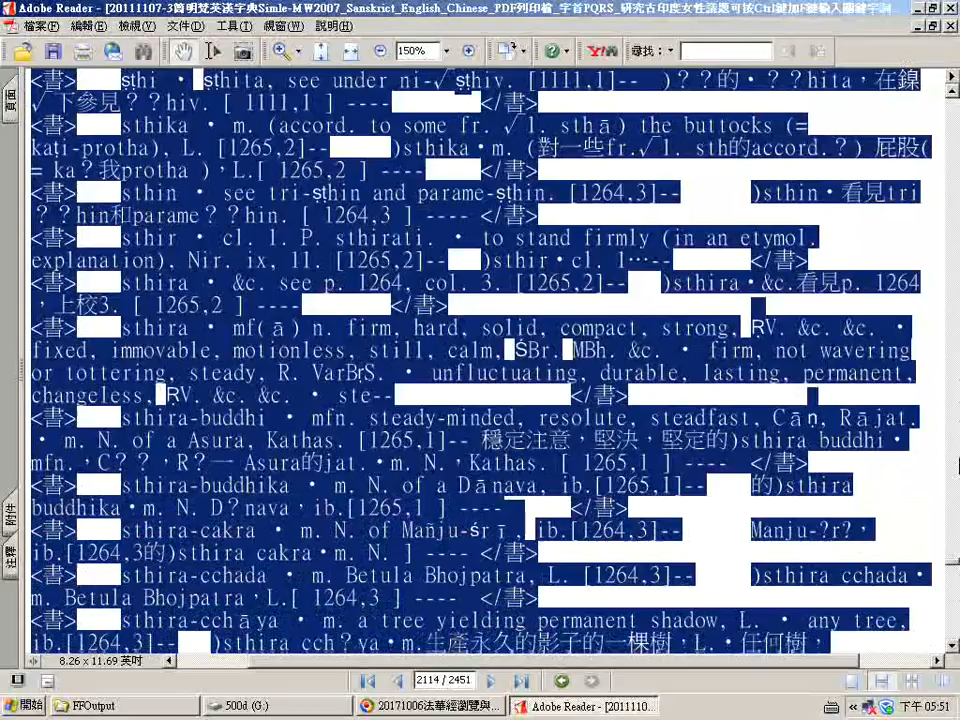 Adobe Reader - [20111107-3簡明梵英漢字典Simle-MW2007_Sanskrict_English_Chinese_PDF列印檔_字首PQRS_研究古印度女性議題可按Ctrl鍵加F鍵輸入關鍵字詞
檔案(F) 編輯(E) 檢視(V) 文件(D) 工具(T) 視窗(W) 說明(H)
150% 尋找：
頁面
附件
注釋
<書> ṣṭhi · ṣṭhita, see under ni-√ṣṭhiv. [1111,1]-- )？？的·？？hita，在鎳
√下參見？？hiv. [ 1111,1 ] ---- </書>
<書> sthika · m. (accord. to some fr. √1. sthā) the buttocks (=
kaṭi-protha), L. [1265,2]-- )sthika·m. (對一些fr.√1. sth的accord.？) 屁股(
= ka？我protha )，L.[ 1265,2 ] ---- </書>
<書> sthin · see tri-ṣṭhin and parame-ṣṭhin. [1264,3]-- )sthin·看見tri
？？hin和parame？？hin. [ 1264,3 ] ---- </書>
<書> sthir · cl. 1. P. sthirati. · to stand firmly (in an etymol.
explanation), Nir. ix, 11. [1265,2]-- )sthir·cl. 1…-- </書>
<書> sthira · &c. see p. 1264, col. 3. [1265,2]-- )sthira·&c.看見p. 1264
，上校3. [ 1265,2 ] ---- </書>
<書> sthira · mf(ā) n. firm, hard, solid, compact, strong, ṚV. &c. &c. ·
fixed, immovable, motionless, still, calm, ŚBr. MBh. &c. · firm, not wavering
or tottering, steady, R. VarBṛS. · unfluctuating, durable, lasting, permanent,
changeless, ṚV. &c. &c. · ste-- </書>
<書> sthira-buddhi · mfn. steady-minded, resolute, steadfast, Cāṇ, Rājat.
· m. N. of a Asura, Kathas. [1265,1]-- 穩定注意，堅決，堅定的)sthira buddhi·
mfn.，C？？，R？— Asura的jat.·m. N.，Kathas. [ 1265,1 ] ---- </書>
<書> sthira-buddhika · m. N. of a Dānava, ib.[1265,1]-- 的)sthira
buddhika·m. N. D？nava，ib.[1265,1 ] ---- </書>
<書> sthira-cakra · m. N. of Mañju-śrī, ib.[1264,3]-- Manju-?r?，
ib.[1264,3的)sthira cakra·m. N. ] ---- </書>
<書> sthira-cchada · m. Betula Bhojpatra, L. [1264,3]-- )sthira cchada·
m. Betula Bhojpatra，L.[ 1264,3 ] ---- </書>
<書> sthira-cchāya · m. a tree yielding permanent shadow, L. · any tree,
ib.[1264,3]-- )sthira cch？ya·m.生產永久的影子的一棵樹，L.·任何樹，
8.26 x 11.69 英吋
2114 / 2451
開始 FFOutput 500d (G:) 20171006法華經瀏覽與... Adobe Reader - [2011110... 下午 05:51